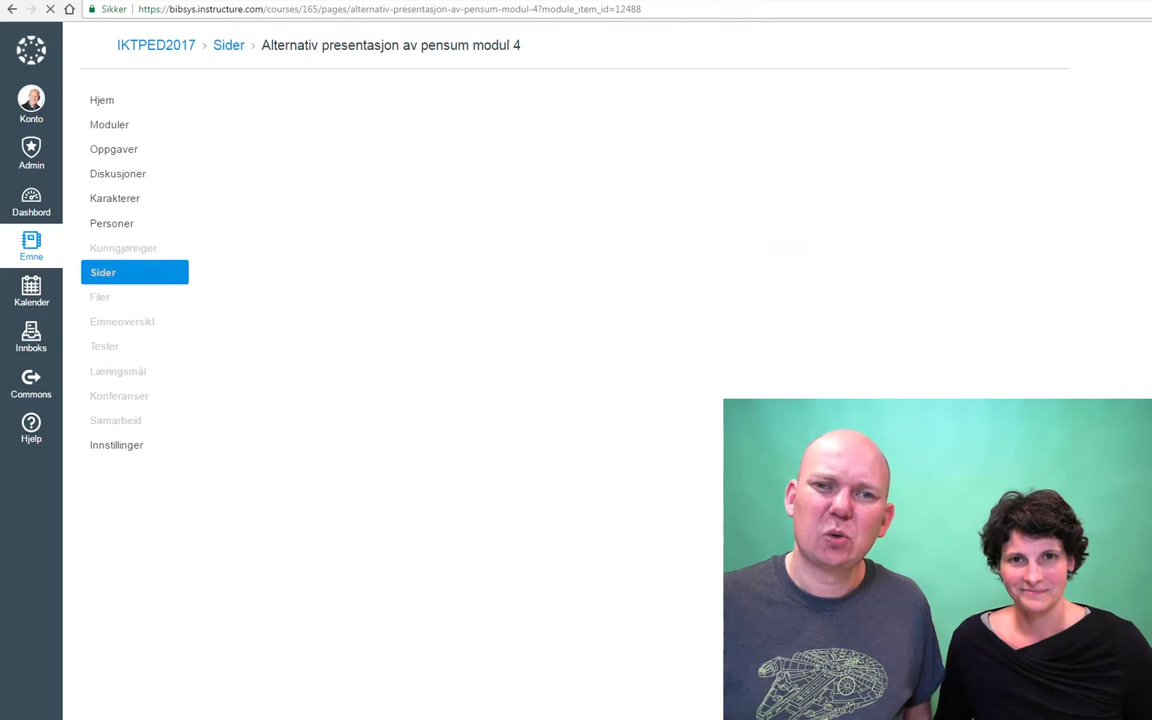 Sikker
https://bibsys.instructure.com/courses/165/pages/alternativ-presentasjon-av-pensum-modul-4?module_item_id=12488
IKTPED2017 › Sider › Alternativ presentasjon av pensum modul 4
Konto
Admin
Dashbord
Emne
Kalender
Innboks
Commons
Hjelp
Hjem
Moduler
Oppgaver
Diskusjoner
Karakterer
Personer
Kunngjøringer
Sider
Filer
Emneoversikt
Tester
Læringsmål
Konferanser
Samarbeid
Innstillinger